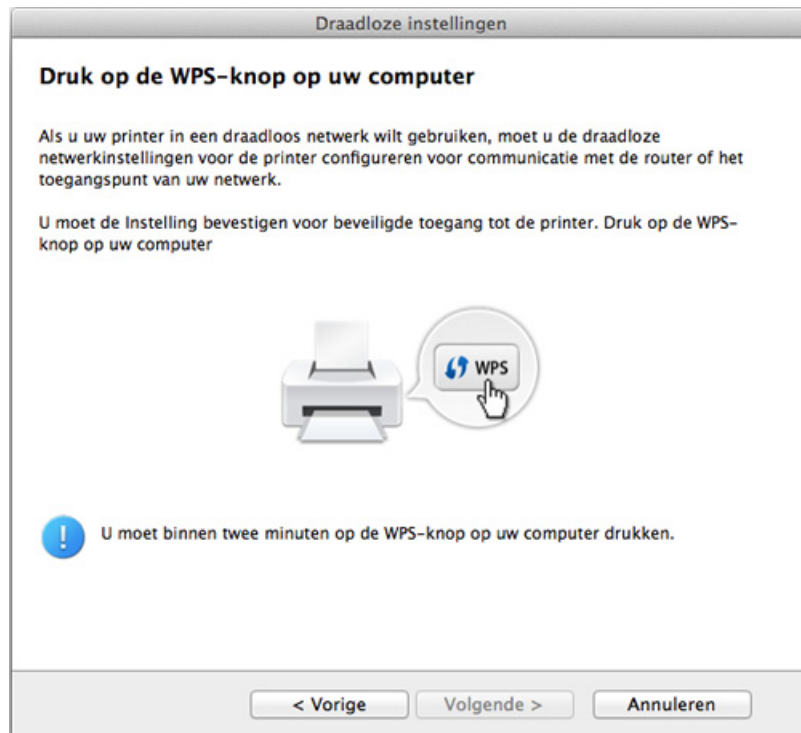 Draadloze instellingen
Druk op de WPS-knop op uw computer
Als u uw printer in een draadloos netwerk wilt gebruiken, moet u de draadloze
netwerkinstellingen voor de printer configureren voor communicatie met de router of het
toegangspunt van uw netwerk.
U moet de Instelling bevestigen voor beveiligde toegang tot de printer. Druk op de WPS-
knop op uw computer
WPS
U moet binnen twee minuten op de WPS-knop op uw computer drukken.
< Vorige
Volgende >
Annuleren